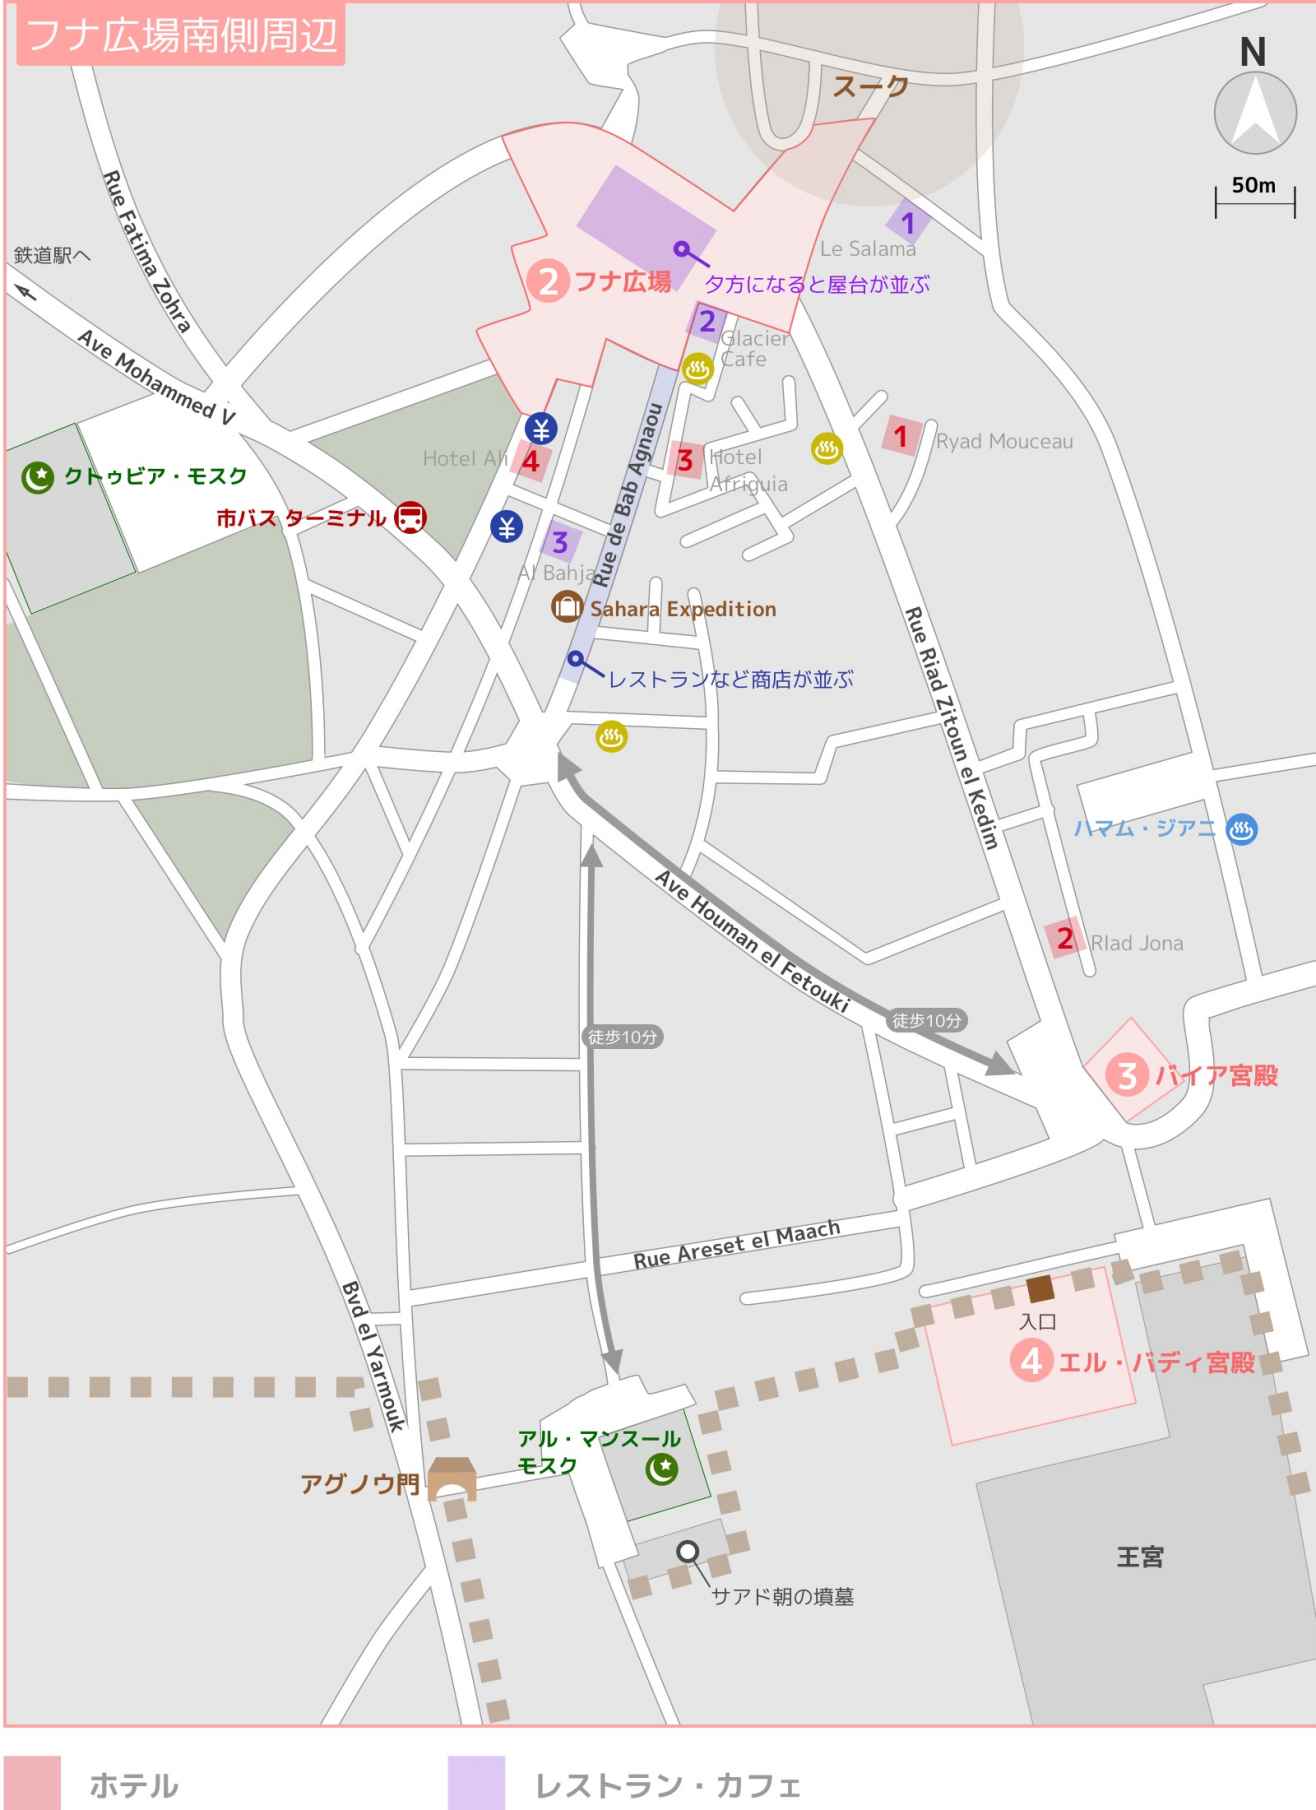 フナ広場南側周辺
スーク
N
50m
Rue Fatima Zohra
鉄道駅へ
Ave Mohammed V
1
Le Salama
2 フナ広場
夕方になると屋台が並ぶ
2
Glacier
Cafe
¥
Hotel Ali
4
3
Hotel
Afriquia
1
Ryad Mouceau
クトゥビア・モスク
市バス ターミナル
¥
3
Al Bahja
Rue de Bab Agnaou
Sahara Expedition
レストランなど商店が並ぶ
Rue Riad Zitoun el Kedim
ハマム・ジアニ
Ave Houman el Fetouki
2
RIad Jona
徒歩10分
徒歩10分
3 バイア宮殿
Rue Areset el Maach
Bvd el Yarmouk
入口
4 エル・バディ宮殿
アル・マンスール
モスク
アグノウ門
王宮
サアド朝の墳墓
ホテル
レストラン・カフェ